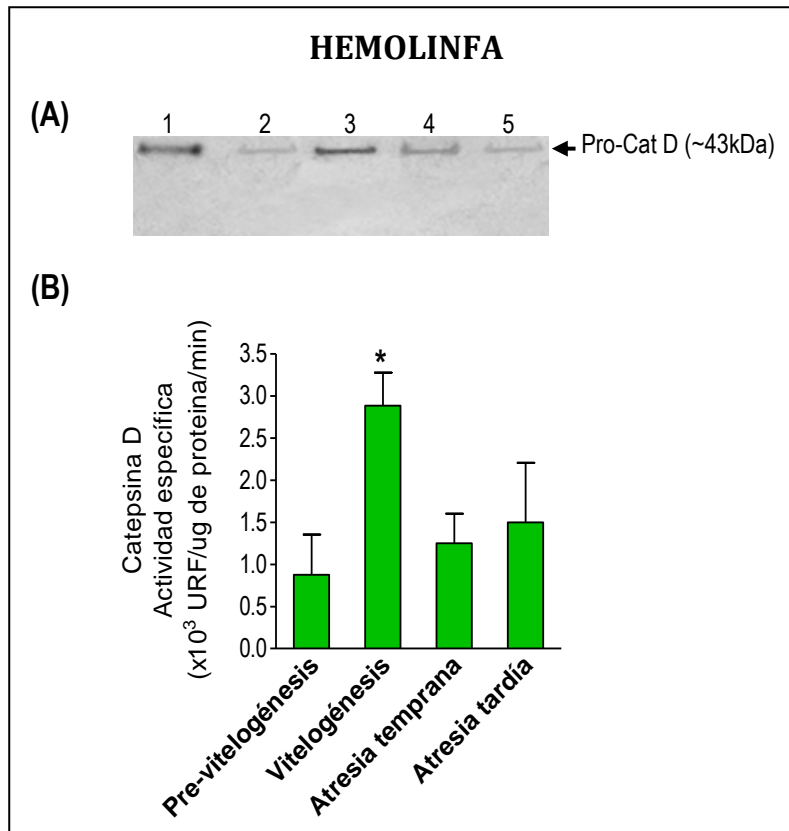 HEMOLINFA
(A)
1 2 3 4 5
Pro-Cat D (~43kDa)
(B)
Catepsina D
Actividad específica
(x10³ URF/ug de proteina/min)
3.5
3.0
2.5
2.0
1.5
1.0
0.5
0.0
*
Pre-vitelogénesis
Vitelogénesis
Atresia temprana
Atresia tardía